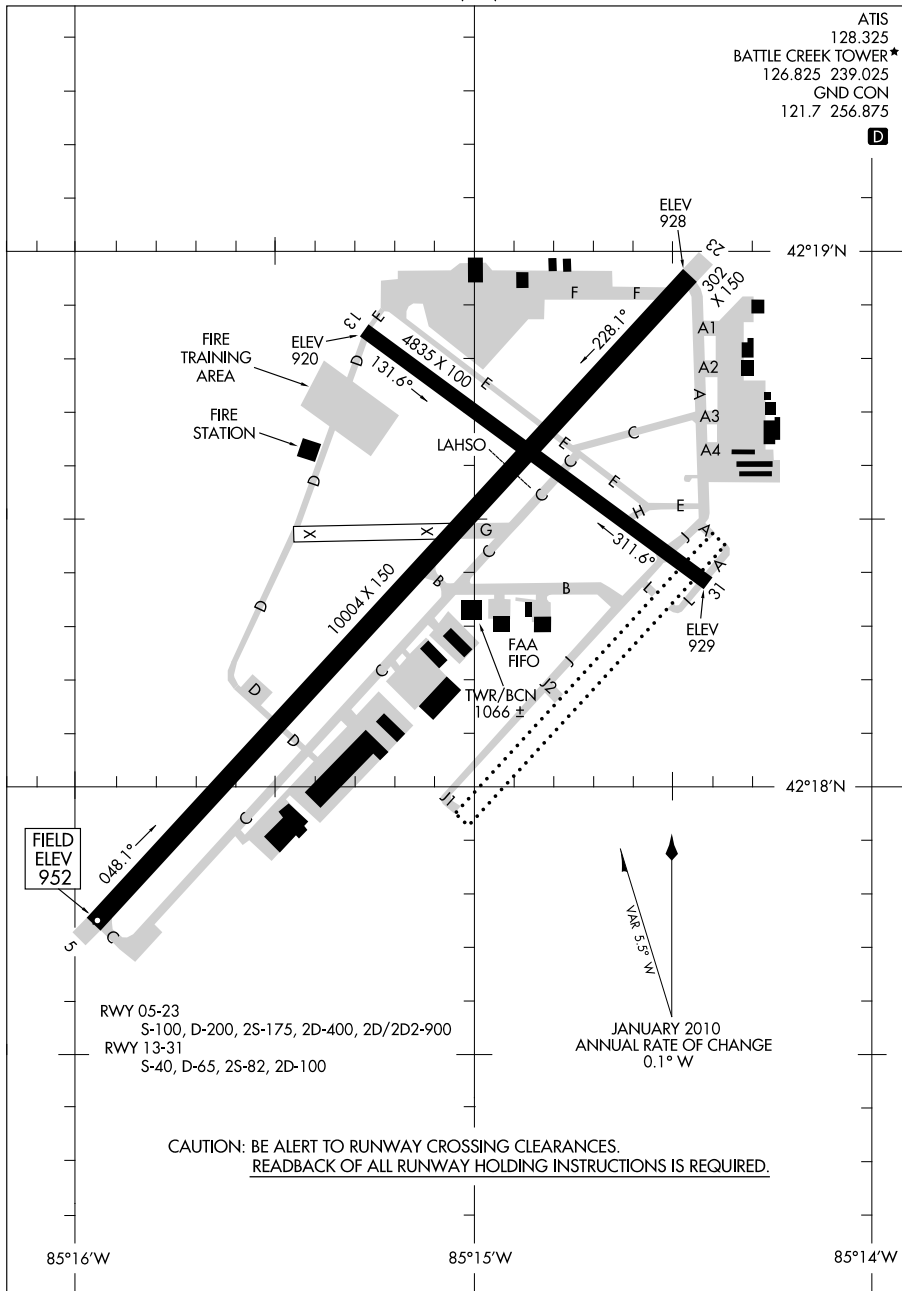 ATIS
128.325
BATTLE CREEK TOWER★
126.825 239.025
GND CON
121.7 256.875
D
ELEV
928
23
42°19'N
302
X 150
F F
A1
13
E
228.1°
ELEV
920
4835 X 100
FIRE
TRAINING
AREA
D
131.6°
E
A2
A
A3
FIRE
STATION
C
LAHSO
E
C
A4
D
E
C
H
E
X
X
G
A
J
C
311.6°
A
B
B
L
L
31
10004 X 150
D
ELEV
929
FAA
FIFO
J
C
TWR/BCN
1066 ±
J2
D
D
42°18'N
J1
C
FIELD
ELEV
952
048.1°
C
5
VAR 5.5° W
RWY 05-23
S-100, D-200, 2S-175, 2D-400, 2D/2D2-900
RWY 13-31
S-40, D-65, 2S-82, 2D-100
JANUARY 2010
ANNUAL RATE OF CHANGE
0.1° W
CAUTION: BE ALERT TO RUNWAY CROSSING CLEARANCES.
READBACK OF ALL RUNWAY HOLDING INSTRUCTIONS IS REQUIRED.
85°16'W
85°15'W
85°14'W